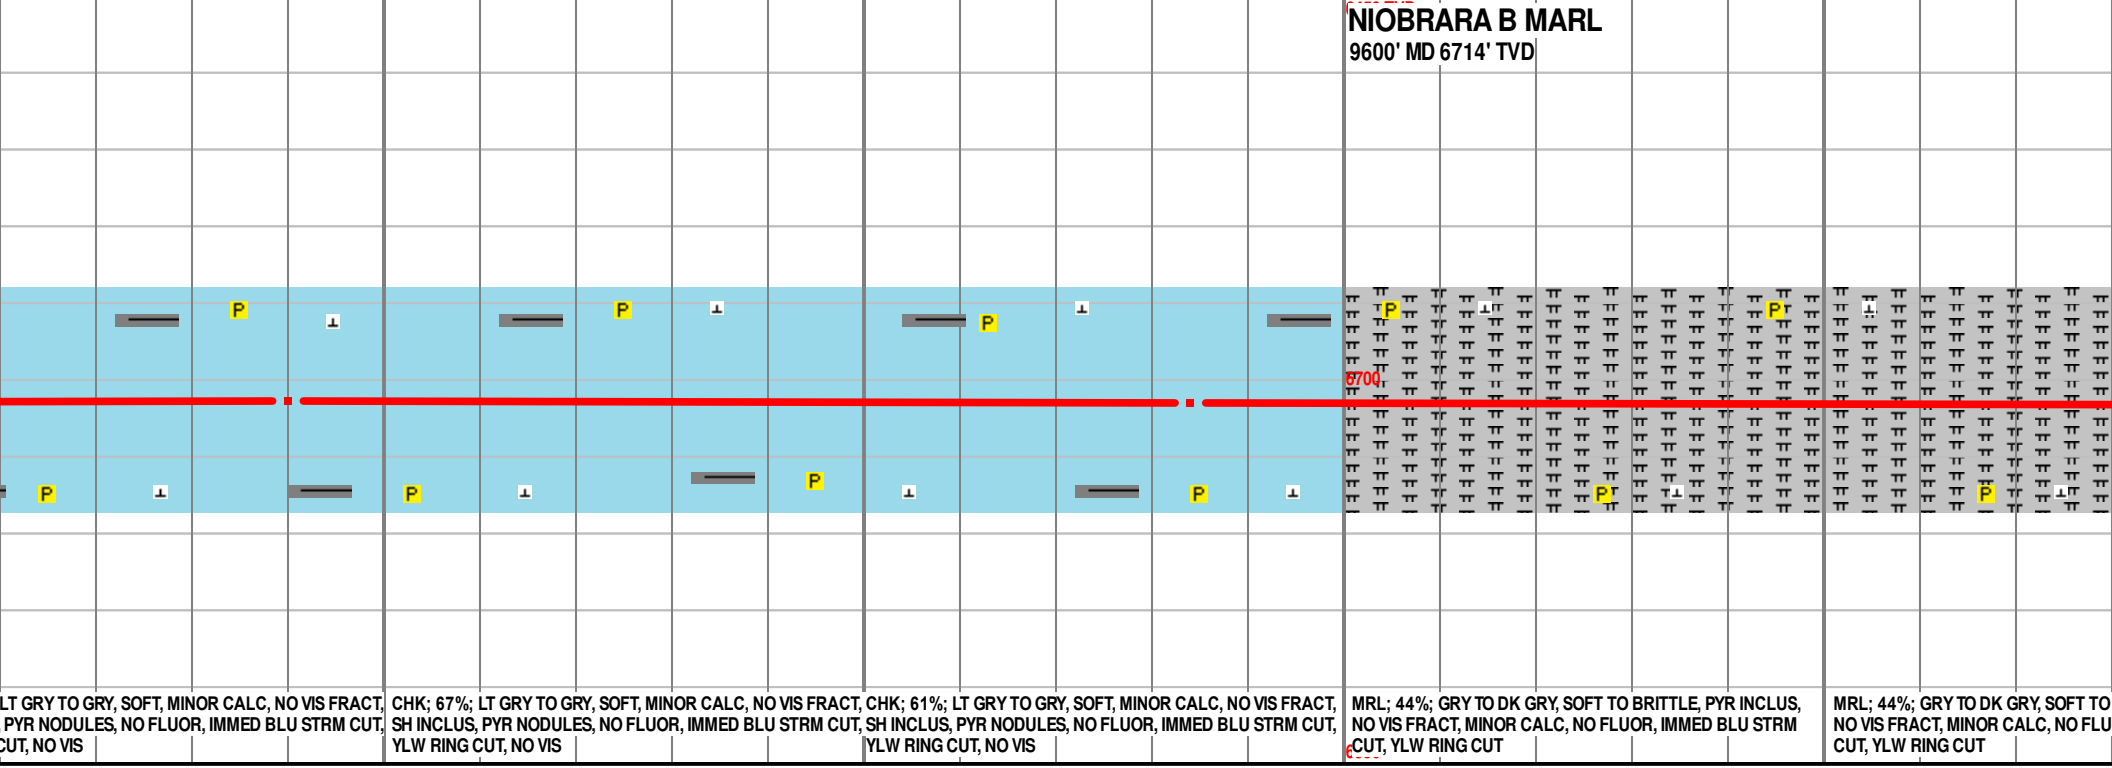 NIOBRARA B MARL
9600' MD 6714' TVD
P
P
P
P
P
6700
P
P
P
P
P
P
LT GRY TO GRY, SOFT, MINOR CALC, NO VIS FRACT,
PYR NODULES, NO FLUOR, IMMED BLU STRM CUT,
CUT, NO VIS
CHK; 67%; LT GRY TO GRY, SOFT, MINOR CALC, NO VIS FRACT,
SH INCLUS, PYR NODULES, NO FLUOR, IMMED BLU STRM CUT,
YLW RING CUT, NO VIS
CHK; 61%; LT GRY TO GRY, SOFT, MINOR CALC, NO VIS FRACT,
SH INCLUS, PYR NODULES, NO FLUOR, IMMED BLU STRM CUT,
YLW RING CUT, NO VIS
MRL; 44%; GRY TO DK GRY, SOFT TO BRITTLE, PYR INCLUS,
NO VIS FRACT, MINOR CALC, NO FLUOR, IMMED BLU STRM
CUT, YLW RING CUT
MRL; 44%; GRY TO DK GRY, SOFT TO
NO VIS FRACT, MINOR CALC, NO FLU
CUT, YLW RING CUT